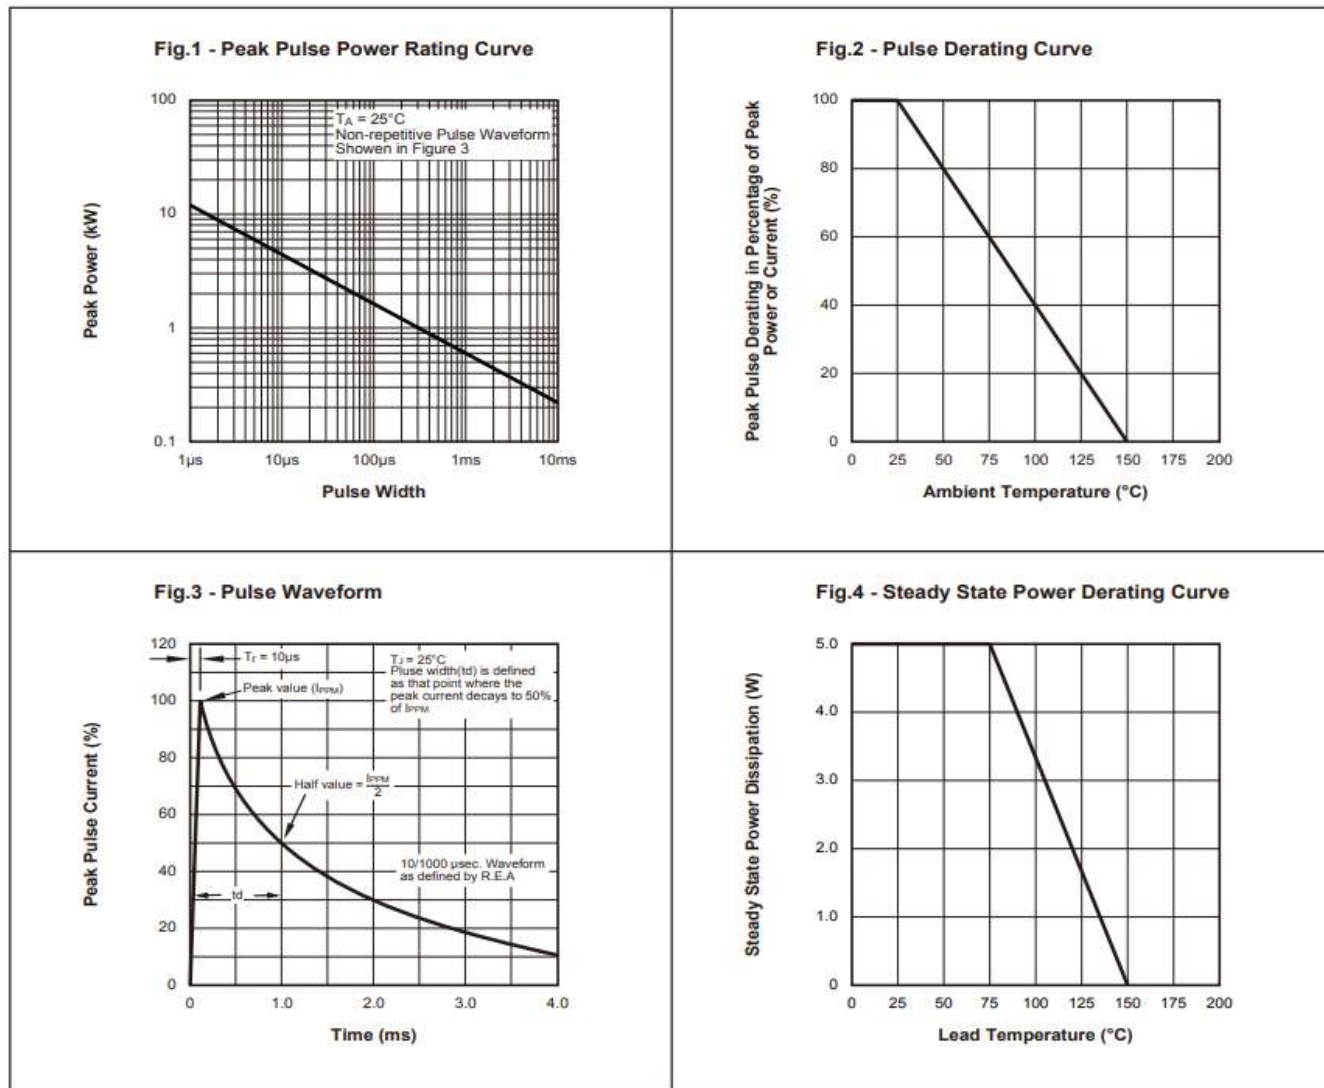 Fig.1 - Peak Pulse Power Rating Curve
Peak Power (kW)
100
10
1
0.1
TA = 25°C
Non-repetitive Pulse Waveform
Showen in Figure 3
1µs 10µs 100µs 1ms 10ms
Pulse Width
Fig.2 - Pulse Derating Curve
Peak Pulse Derating in Percentage of Peak
Power or Current (%)
100
80
60
40
20
0
0 25 50 75 100 125 150 175 200
Ambient Temperature (°C)
Fig.3 - Pulse Waveform
Peak Pulse Current (%)
120
100
80
60
40
20
0
Tr = 10µs
Peak value (IPPM)
TJ = 25°C
Pluse width(td) is defined
as that point where the
peak current decays to 50%
of IPPM
Half value = IPPM
2
10/1000 µsec. Waveform
as defined by R.E.A
td
0 1.0 2.0 3.0 4.0
Time (ms)
Fig.4 - Steady State Power Derating Curve
Steady State Power Dissipation (W)
5.0
4.0
3.0
2.0
1.0
0
0 25 50 75 100 125 150 175 200
Lead Temperature (°C)